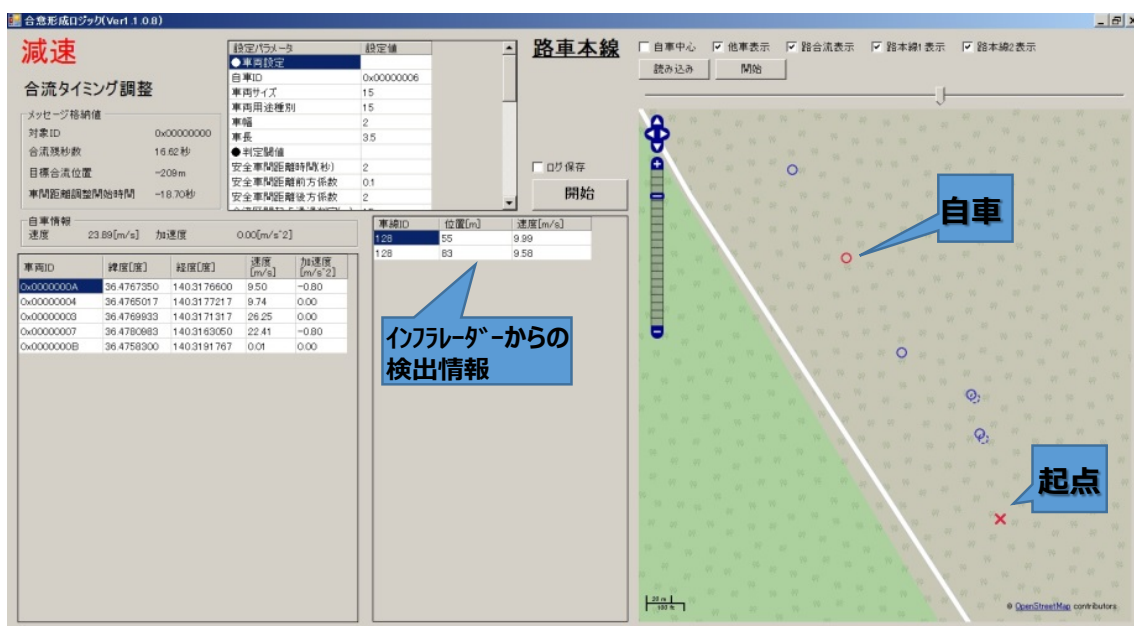 合意形成ロジック(Ver1.1.0.8)
減速
合流タイミング調整
メッセージ格納値
対象ID 0x00000000
合流残秒数 16.62秒
目標合流位置 -209m
車間距離調整開始時間 -18.70秒
設定パラメータ 設定値
●車両設定
自車ID 0x00000006
車両サイズ 15
車両用途種別 15
車幅 2
車長 3.5
●判定閾値
安全車間距離時間(秒) 2
安全車間距離前方係数 0.1
安全車間距離後方係数 2
路車本線
ログ保存
開始
自車情報
速度 23.89[m/s] 加速度 0.00[m/s^2]
車両ID 緯度[度] 経度[度] 速度[m/s] 加速度[m/s^2]
0x0000000A 36.4767350 140.3176600 9.50 -0.80
0x00000004 36.4765017 140.3177217 9.74 0.00
0x00000003 36.4769933 140.3171317 26.25 0.00
0x00000007 36.4780983 140.3163050 22.41 -0.80
0x0000000B 36.4758300 140.3191767 0.01 0.00
車線ID 位置[m] 速度[m/s]
128 55 9.99
128 83 9.58
インフラレーダーからの
検出情報
自車中心 他車表示 路合流表示 路本線1表示 路本線2表示
読み込み 開始
自車
起点
20 m
100 ft
© OpenStreetMap contributors